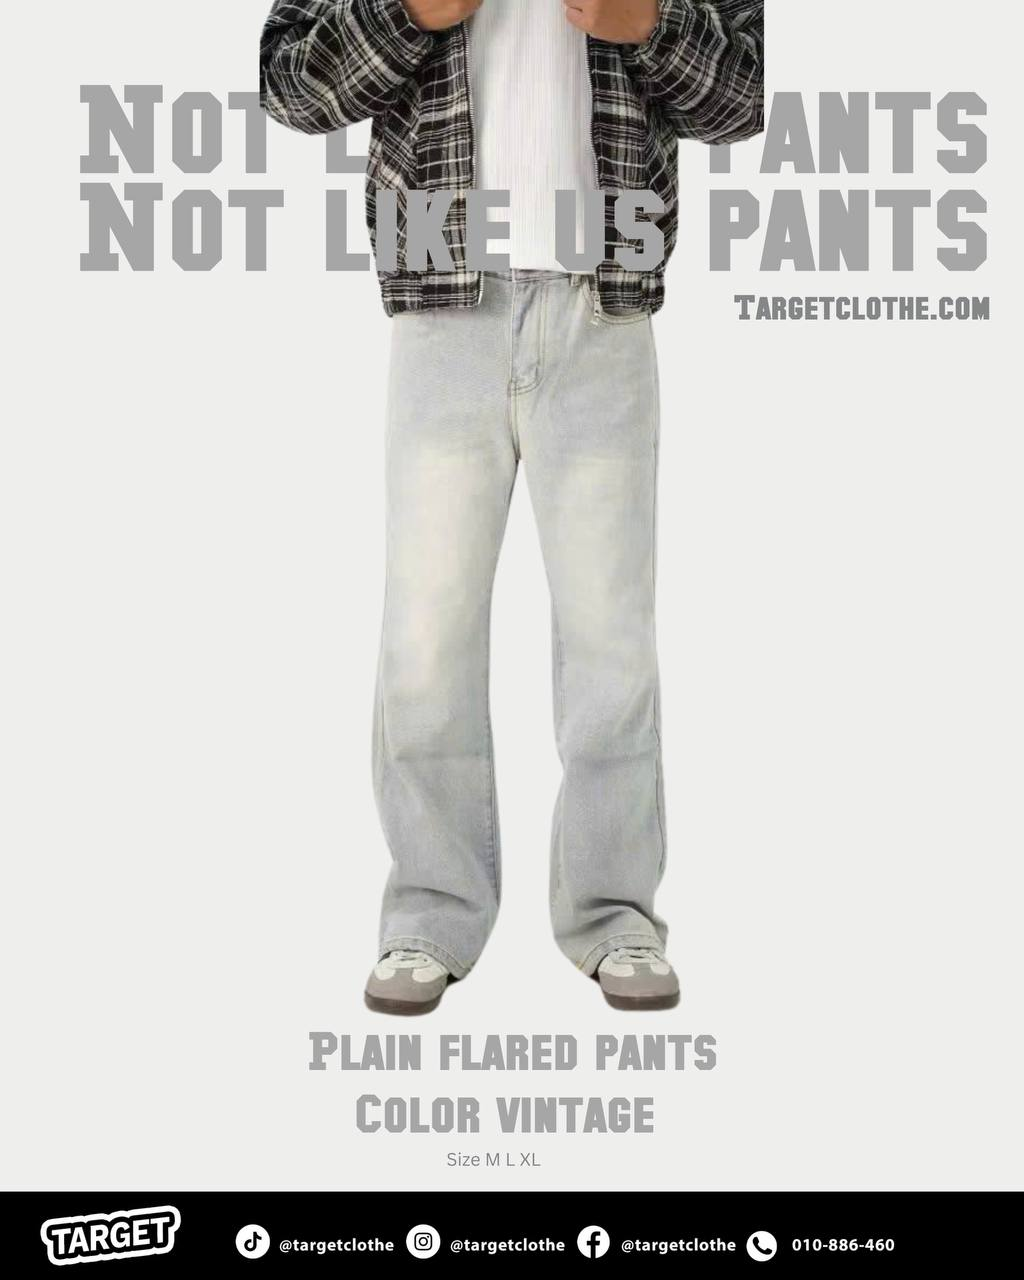 NOT L PANTS
NOT LIKE US PANTS
TARGETCLOTHE.COM
PLAIN FLARED PANTS
COLOR VINTAGE
Size M L XL
TARGET @targetclothe @targetclothe @targetclothe 010-886-460